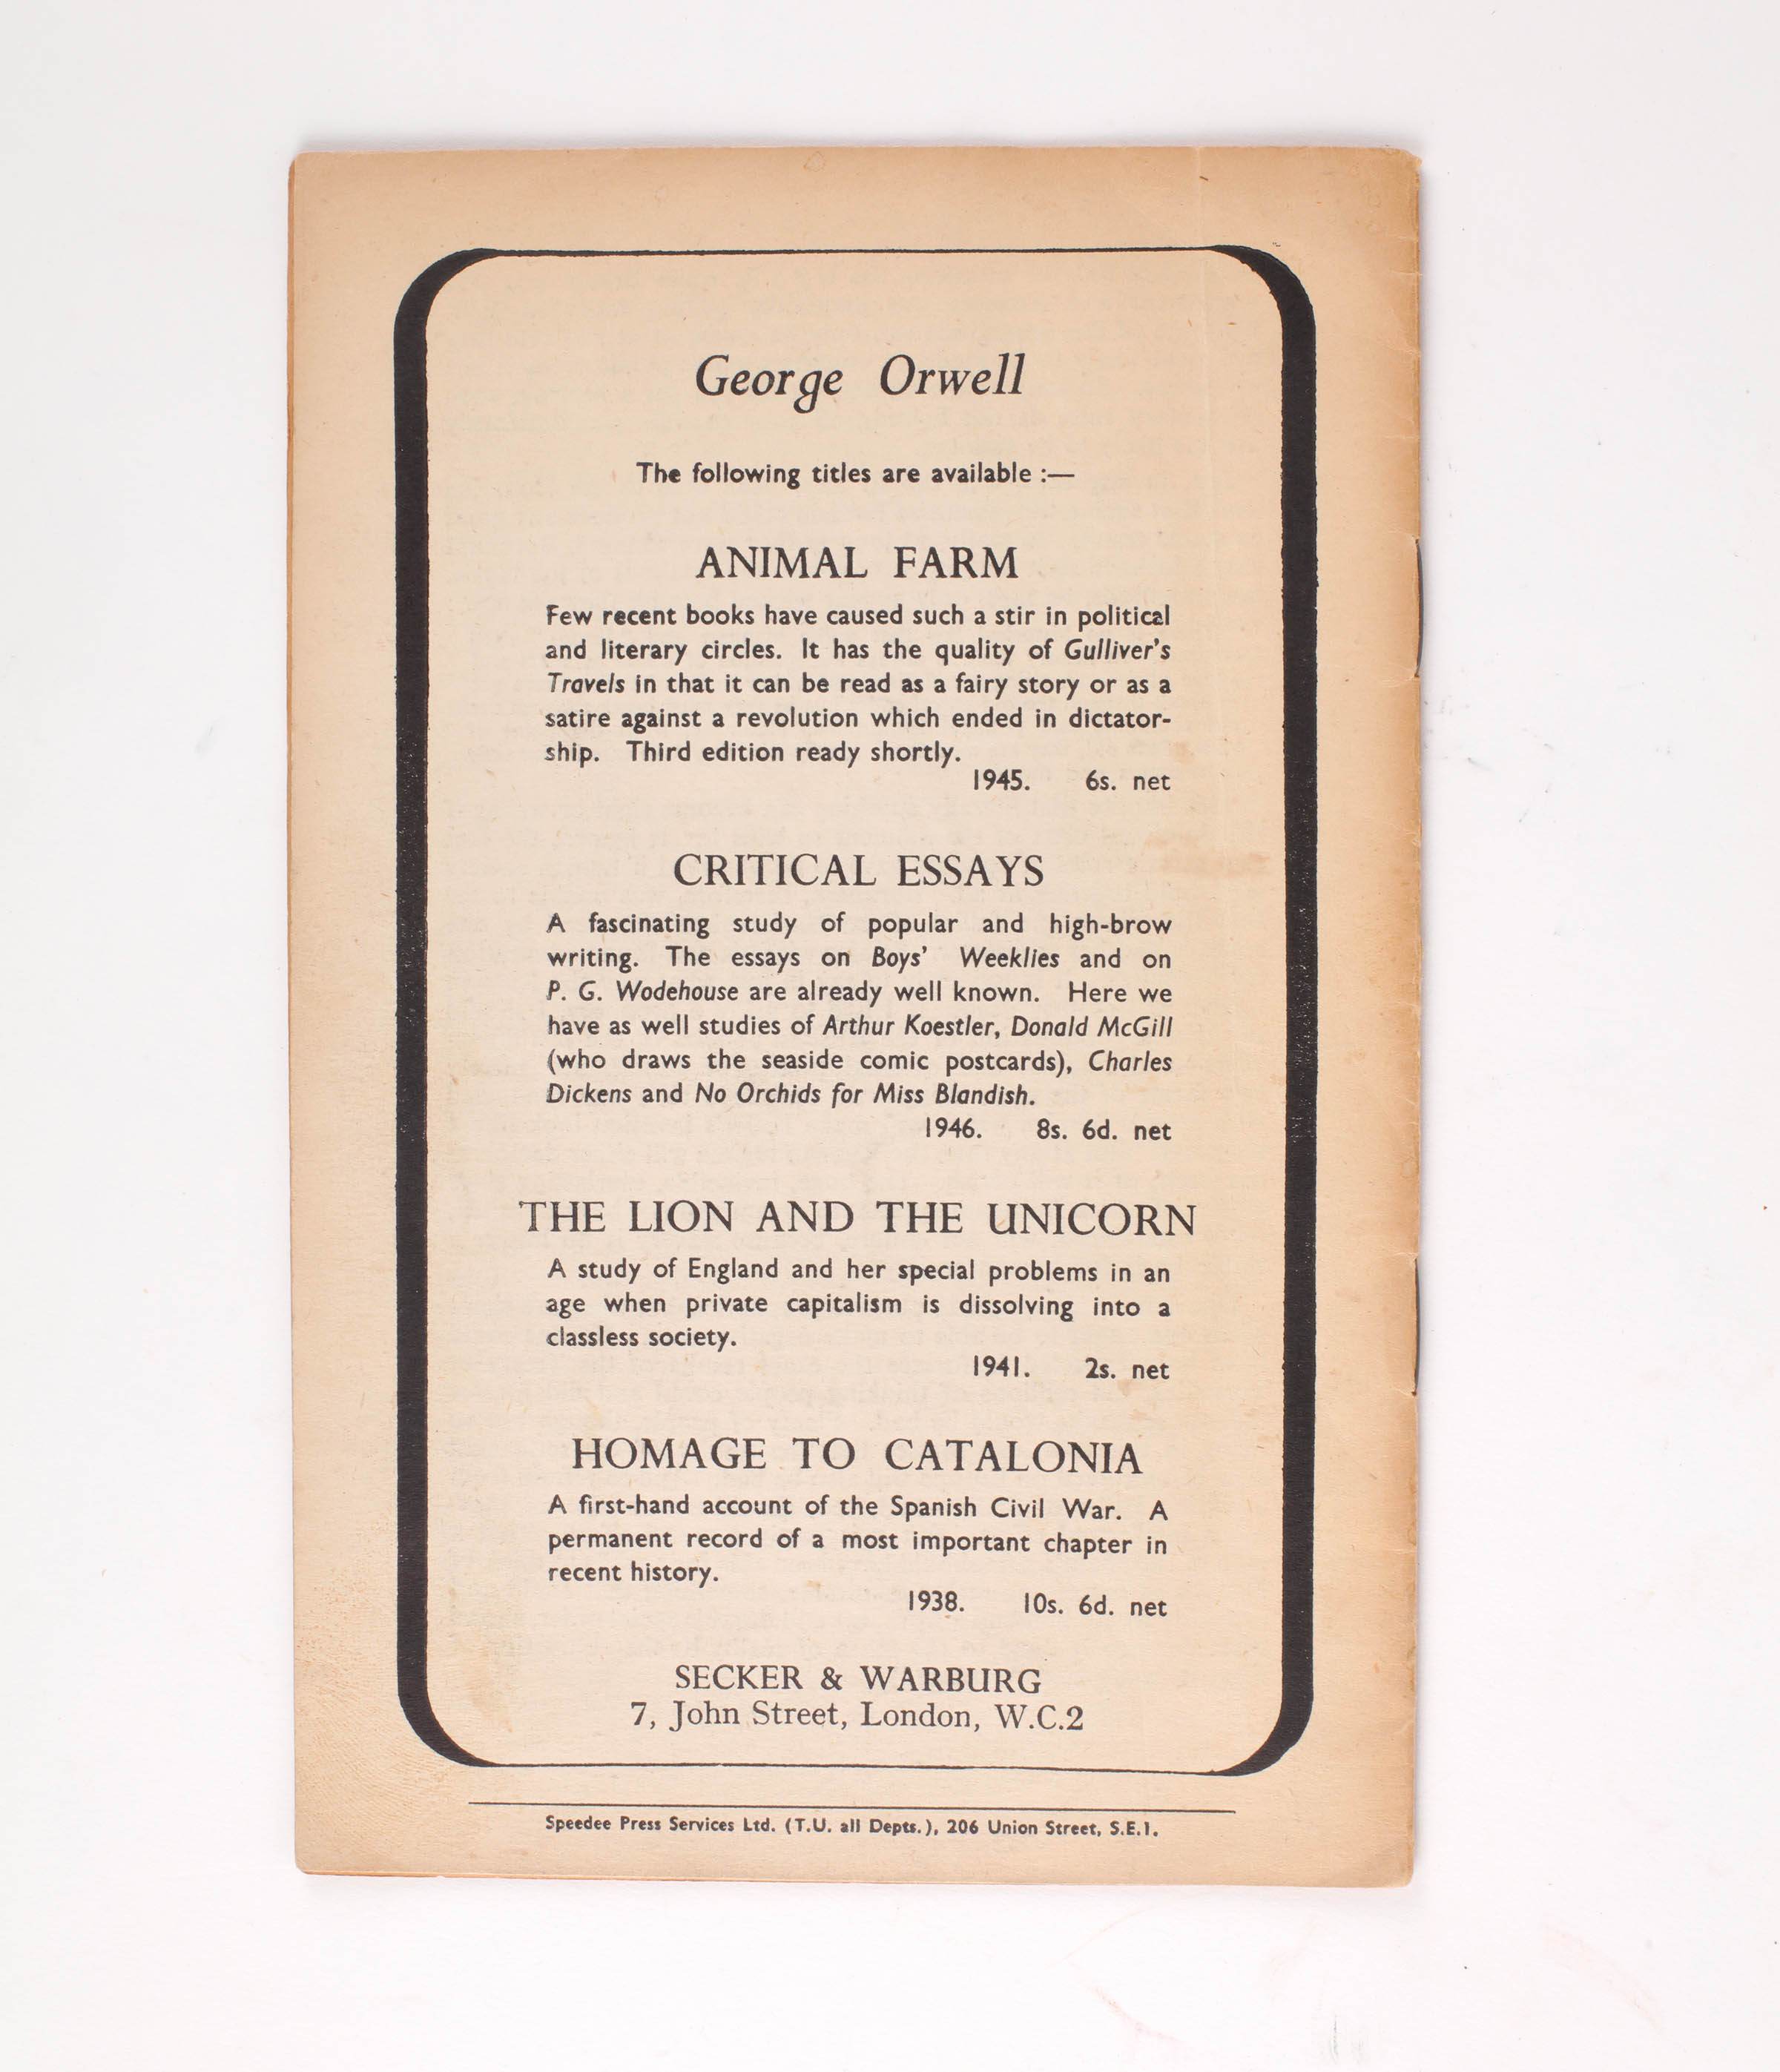 George Orwell
The following titles are available :—
ANIMAL FARM
Few recent books have caused such a stir in political
and literary circles. It has the quality of Gulliver's
Travels in that it can be read as a fairy story or as a
satire against a revolution which ended in dictator-
ship. Third edition ready shortly.
1945. 6s. net
CRITICAL ESSAYS
A fascinating study of popular and high-brow
writing. The essays on Boys' Weeklies and on
P. G. Wodehouse are already well known. Here we
have as well studies of Arthur Koestler, Donald McGill
(who draws the seaside comic postcards), Charles
Dickens and No Orchids for Miss Blandish.
1946. 8s. 6d. net
THE LION AND THE UNICORN
A study of England and her special problems in an
age when private capitalism is dissolving into a
classless society.
1941. 2s. net
HOMAGE TO CATALONIA
A first-hand account of the Spanish Civil War. A
permanent record of a most important chapter in
recent history.
1938. 10s. 6d. net
SECKER & WARBURG
7, John Street, London, W.C.2
Speedee Press Services Ltd. (T.U. all Depts.), 206 Union Street, S.E.1.